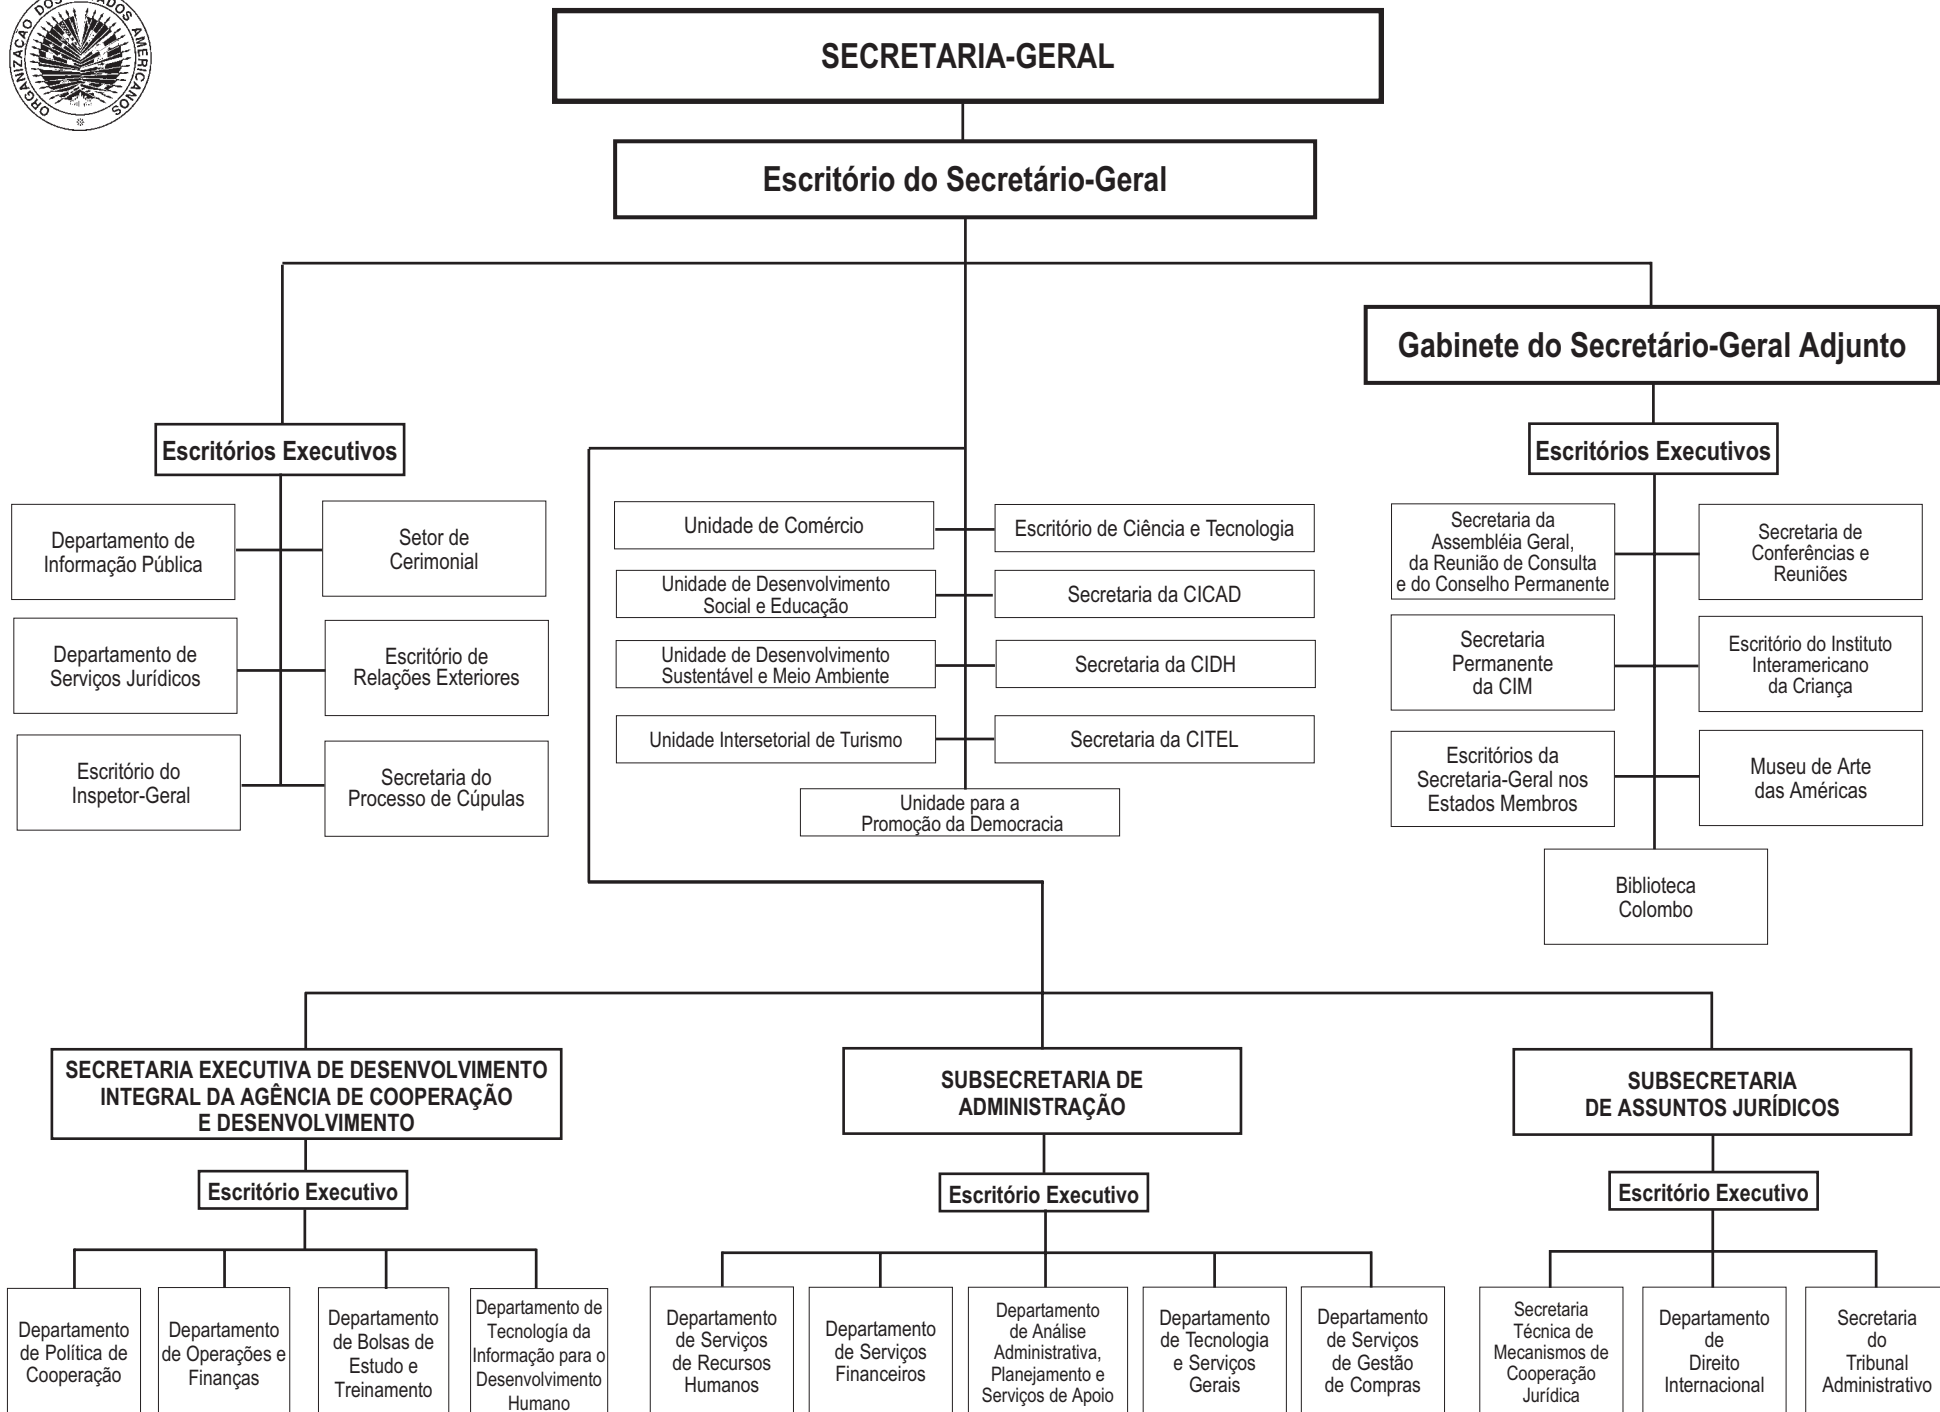 ORGANIZAÇÃO DOS ESTADOS AMERICANOS
SECRETARIA-GERAL
Escritório do Secretário-Geral
Gabinete do Secretário-Geral Adjunto
Escritórios Executivos
Departamento de
Informação Pública
Setor de
Cerimonial
Departamento de
Serviços Jurídicos
Escritório de
Relações Exteriores
Escritório do
Inspetor-Geral
Secretaria do
Processo de Cúpulas
Unidade de Comércio
Escritório de Ciência e Tecnologia
Unidade de Desenvolvimento
Social e Educação
Secretaria da CICAD
Unidade de Desenvolvimento
Sustentável e Meio Ambiente
Secretaria da CIDH
Unidade Intersetorial de Turismo
Secretaria da CITEL
Unidade para a
Promoção da Democracia
Escritórios Executivos
Secretaria da
Assembléia Geral,
da Reunião de Consulta
e do Conselho Permanente
Secretaria de
Conferências e
Reuniões
Secretaria
Permanente
da CIM
Escritório do Instituto
Interamericano
da Criança
Escritórios da
Secretaria-Geral nos
Estados Membros
Museu de Arte
das Américas
Biblioteca
Colombo
SECRETARIA EXECUTIVA DE DESENVOLVIMENTO
INTEGRAL DA AGÊNCIA DE COOPERAÇÃO
E DESENVOLVIMENTO
Escritório Executivo
Departamento
de Política de
Cooperação
Departamento
de Operações e
Finanças
Departamento
de Bolsas de
Estudo e
Treinamento
Departamento de
Tecnología da
Informação para o
Desenvolvimento
Humano
SUBSECRETARIA DE
ADMINISTRAÇÃO
Escritório Executivo
Departamento
de Serviços
de Recursos
Humanos
Departamento
de Serviços
Financeiros
Departamento
de Análise
Administrativa,
Planejamento e
Serviços de Apoio
Departamento
de Tecnologia
e Serviços
Gerais
Departamento
de Serviços
de Gestão
de Compras
SUBSECRETARIA
DE ASSUNTOS JURÍDICOS
Escritório Executivo
Secretaria
Técnica de
Mecanismos de
Cooperação
Jurídica
Departamento
de
Direito
Internacional
Secretaria
do
Tribunal
Administrativo